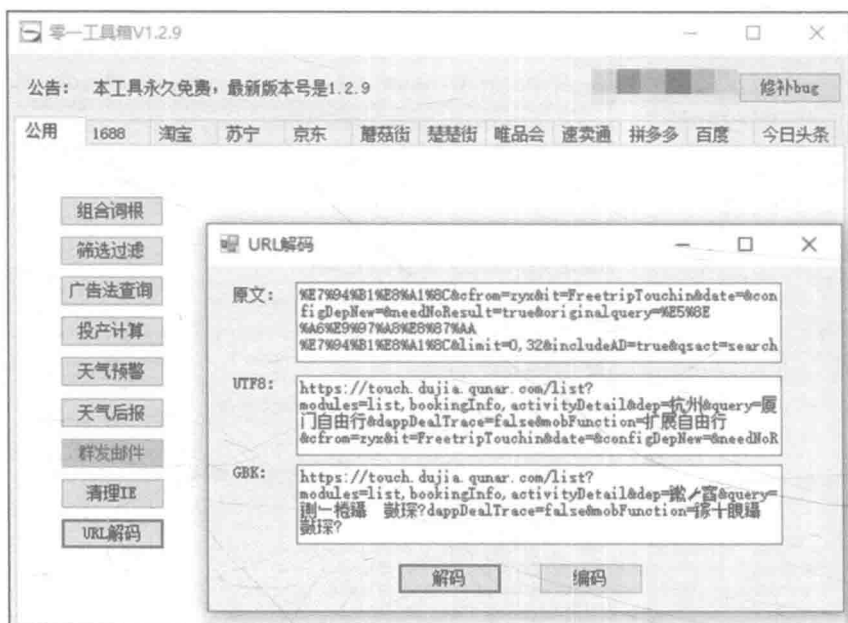 零一工具箱V1.2.9
公告: 本工具永久免费,最新版本号是1.2.9
修补bug
公用 1688 淘宝 苏宁 京东 蘑菇街 楚楚街 唯品会 速卖通 拼多多 百度 今日头条
组合词根
筛选过滤
广告法查询
投产计算
天气预警
天气后报
群发邮件
清理IE
URL解码
URL解码
原文:
%E7%94%B1%E8%A1%8C&cfrom=zyx&it=FreetripTouchin&date=&con
figDepNew=&needNoResult=true&originalquery=%E5%8E
%A6%E9%97%A8%E8%87%AA
%E7%94%B1%E8%A1%8C&limit=0,32&includeAD=true&qsact=search
UTF8:
https://touch.dujia.qunar.com/list?
modules=list,bookingInfo,activityDetail&dep=杭州&query=厦
门自由行&dappDealTrace=false&mobFunction=扩展自由行
&cfrom=zyx&it=FreetripTouchin&date=&configDepNew=&needNoR
GBK:
https://touch.dujia.qunar.com/list?
modules=list,bookingInfo,activityDetail&dep=&query=
?dappDealTrace=false&mobFunction=
解码 编码